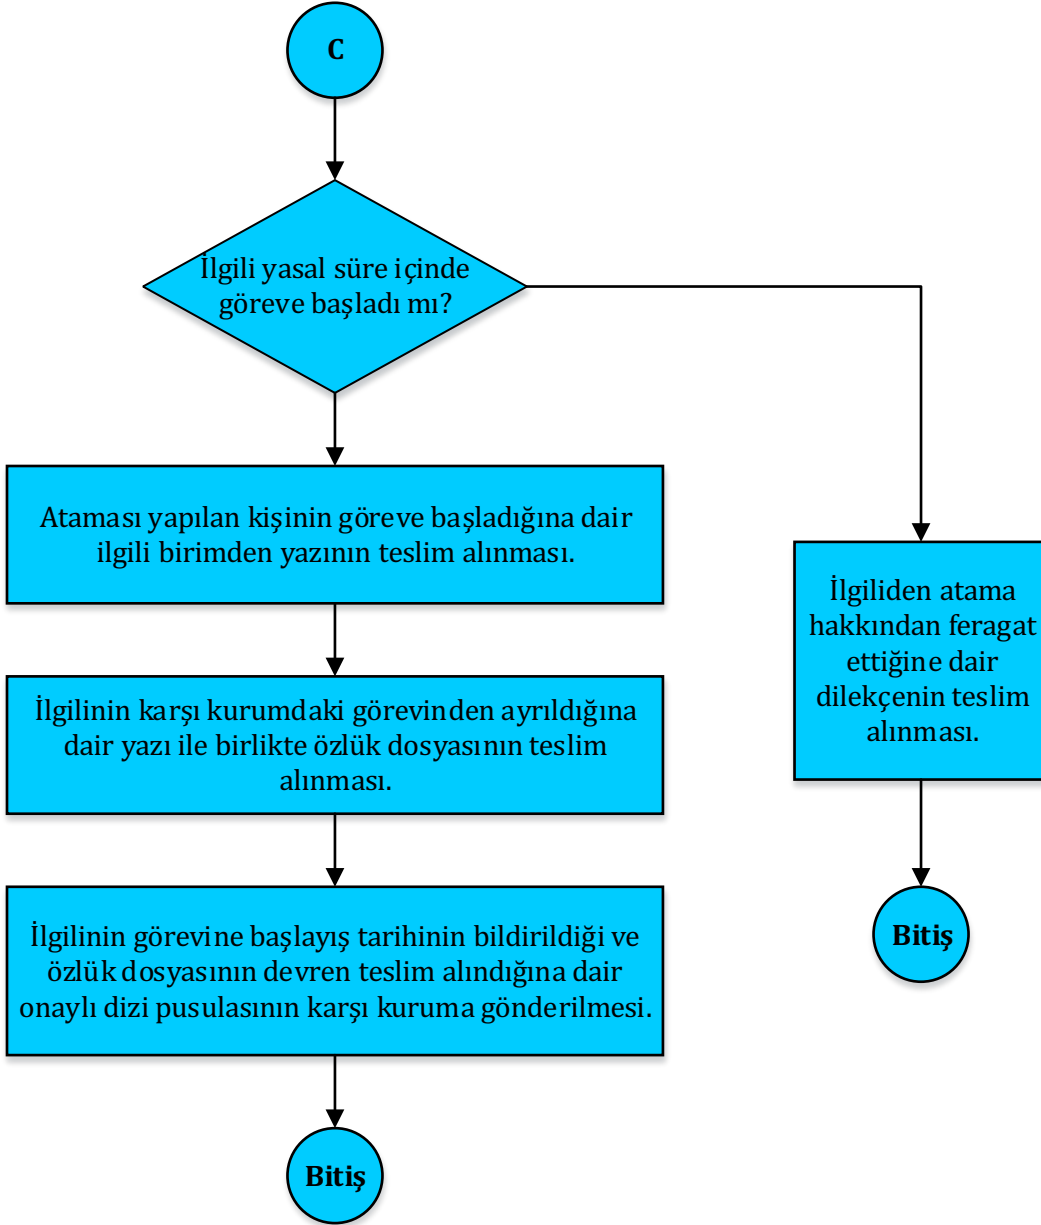 C
İlgili yasal süre içinde
göreve başladı mı?
Ataması yapılan kişinin göreve başladığına dair
ilgili birimden yazının teslim alınması.
İlgilinin karşı kurumdaki görevinden ayrıldığına
dair yazı ile birlikte özlük dosyasının teslim
alınması.
İlgilinin görevine başlayış tarihinin bildirildiği ve
özlük dosyasının devren teslim alındığına dair
onaylı dizi pusulasının karşı kuruma gönderilmesi.
Bitiş
İlgiliden atama
hakkından feragat
ettiğine dair
dilekçenin teslim
alınması.
Bitiş